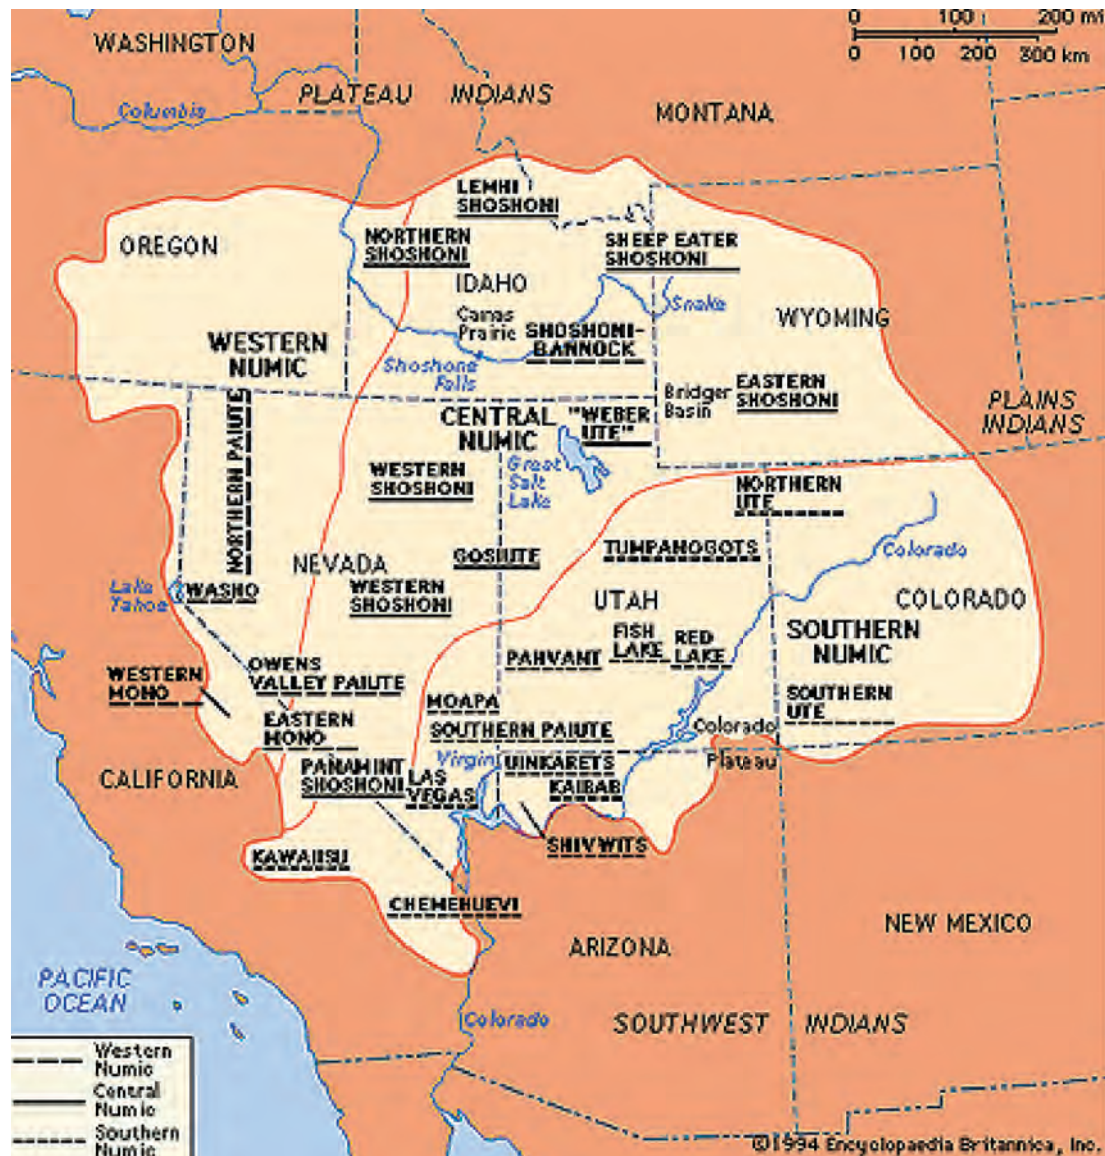 0 100 200 mi
0 100 200 300 km
WASHINGTON
PLATEAU INDIANS
Columbia
MONTANA
LEMHI
SHOSHONI
OREGON
NORTHERN
SHOSHONI
SHEEP EATER
SHOSHONI
IDAHO
Snake
WYOMING
Camas
Prairie
SHOSHONI-
BANNOCK
WESTERN
NUMIC
Shoshone
Falls
Bridger
Basin
EASTERN
SHOSHONI
PLAINS
INDIANS
NORTHERN PAIUTE
CENTRAL
NUMIC
"WEBER
UTE"
WESTERN
SHOSHONI
Great
Salt
Lake
NORTHERN
UTE
NEVADA
GOSIUTE
TUMPANOGOTS
Colorado
Lake
Tahoe
WASHO
WESTERN
SHOSHONI
UTAH
COLORADO
FISH
LAKE
RED
LAKE
SOUTHERN
NUMIC
PAHVANT
WESTERN
MONO
OWENS
VALLEY PAIUTE
MOAPA
SOUTHERN
UTE
EASTERN
MONO
SOUTHERN PAIUTE
Colorado
Plateau
CALIFORNIA
PANAMINT
SHOSHONI
LAS
VEGAS
Virgin
UINKARETS
KAIBAB
SHIVWITS
KAWAIISU
CHEMEHUEVI
ARIZONA
NEW MEXICO
PACIFIC
OCEAN
Colorado
SOUTHWEST INDIANS
Western
Numic
Central
Numic
Southern
Numic
©1994 Encyclopaedia Britannica, Inc.